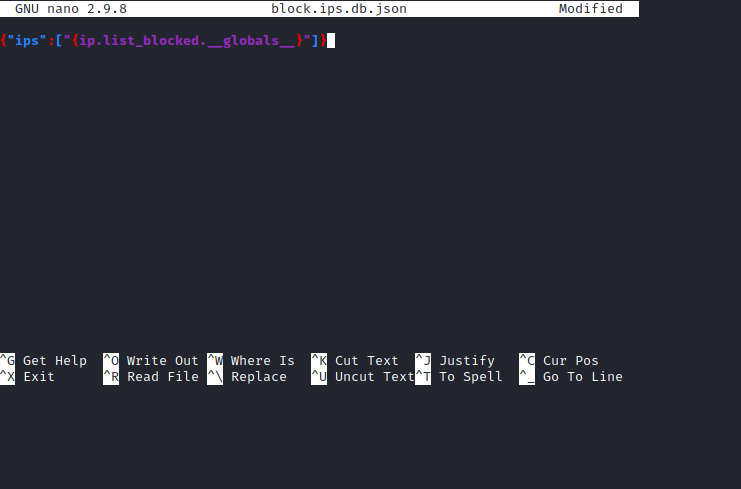 GNU nano 2.9.8 block.ips.db.json Modified
{"ips":["{ip.list_blocked.__globals__}"]}
^G Get Help ^O Write Out ^W Where Is ^K Cut Text ^J Justify ^C Cur Pos
^X Exit ^R Read File ^\ Replace ^U Uncut Text ^T To Spell ^_ Go To Line